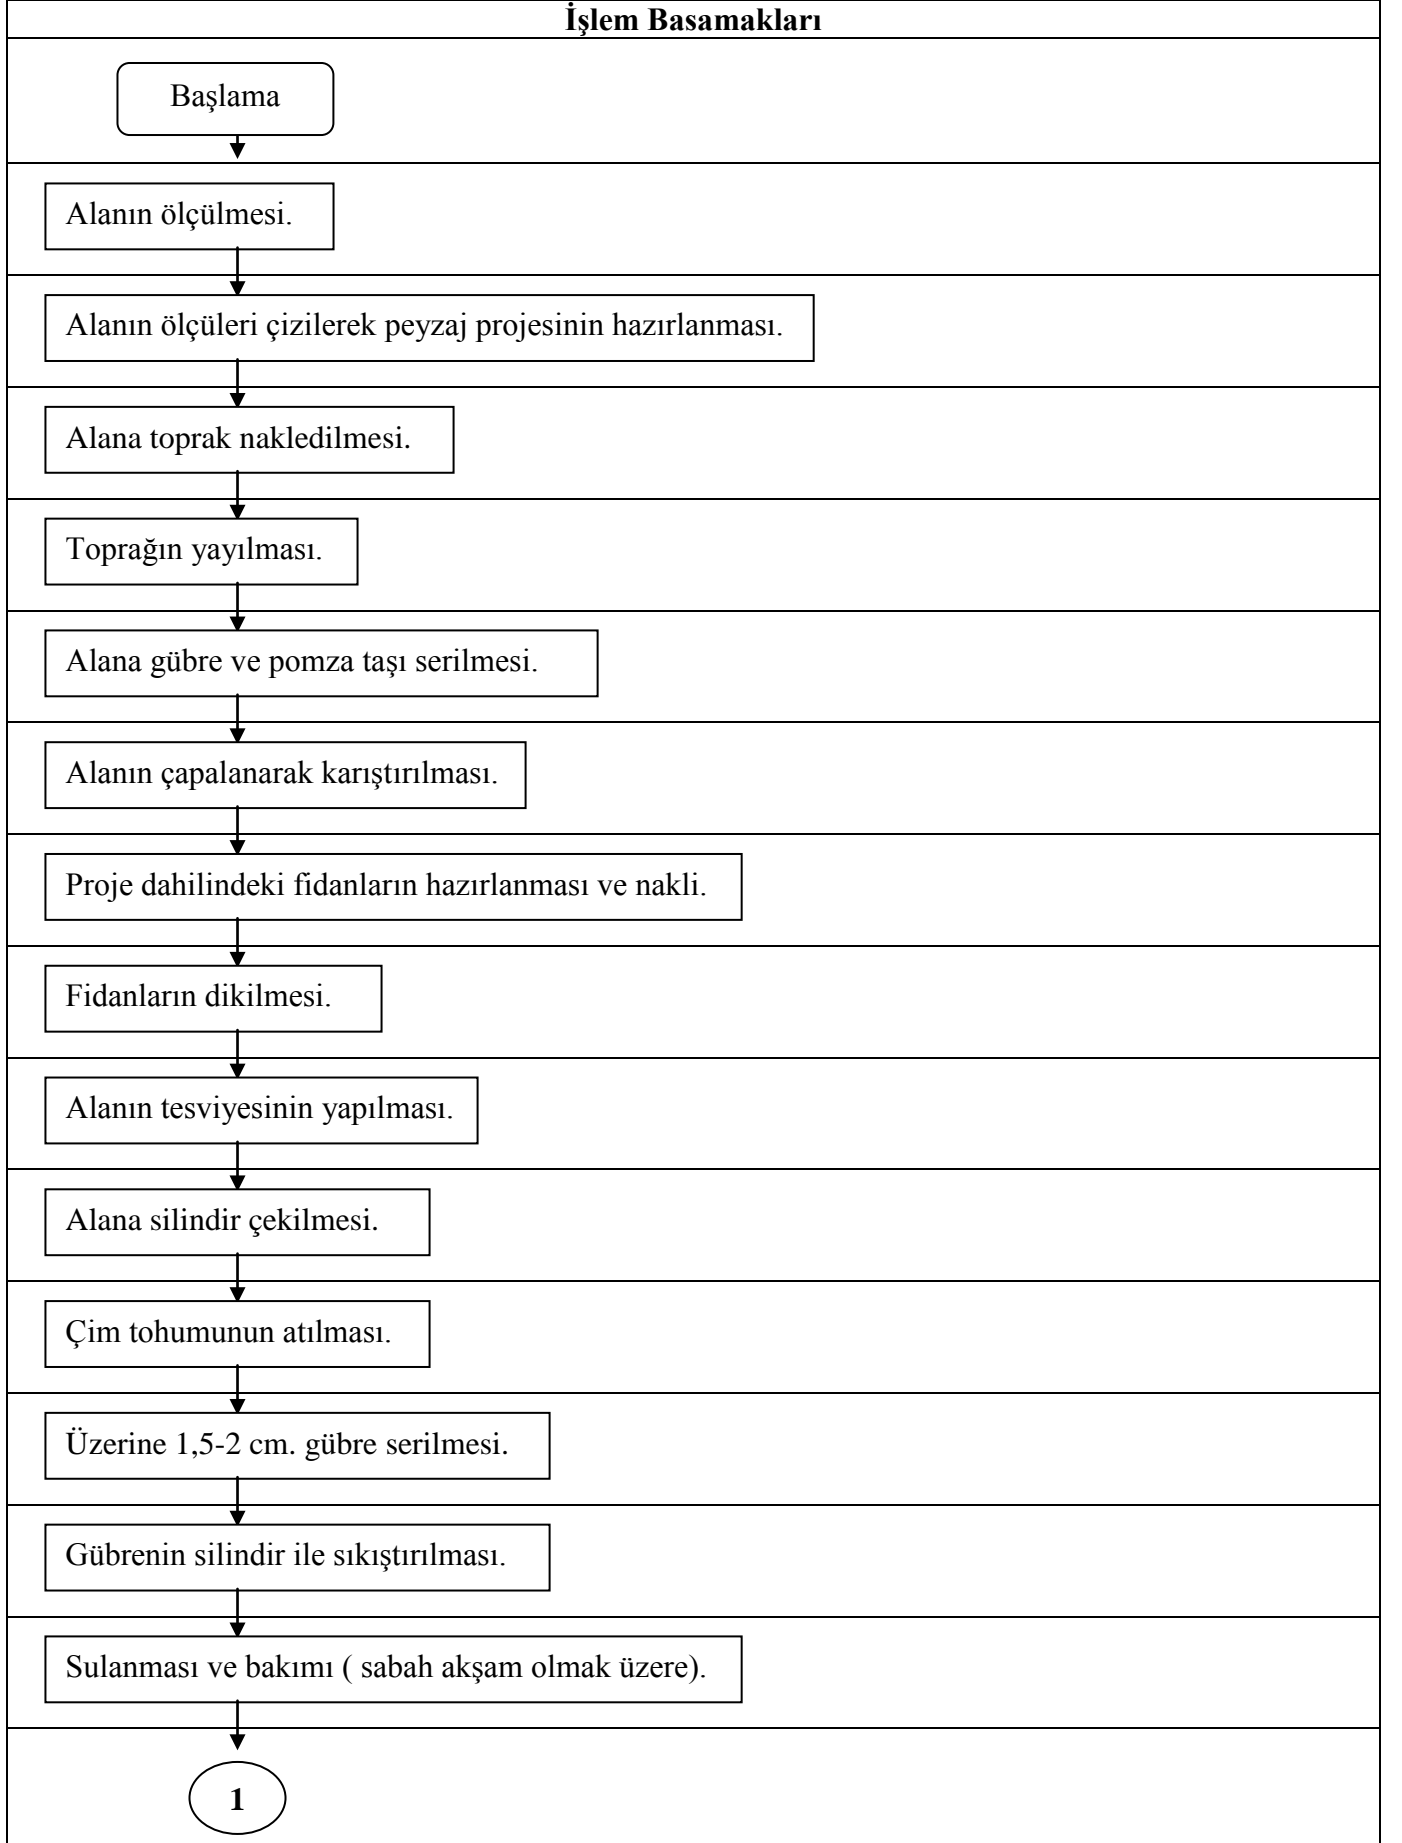 İşlem Basamakları
Başlama
Alanın ölçülmesi.
Alanın ölçüleri çizilerek peyzaj projesinin hazırlanması.
Alana toprak nakledilmesi.
Toprağın yayılması.
Alana gübre ve pomza taşı serilmesi.
Alanın çapalanarak karıştırılması.
Proje dahilindeki fidanların hazırlanması ve nakli.
Fidanların dikilmesi.
Alanın tesviyesinin yapılması.
Alana silindir çekilmesi.
Çim tohumunun atılması.
Üzerine 1,5-2 cm. gübre serilmesi.
Gübrenin silindir ile sıkıştırılması.
Sulanması ve bakımı ( sabah akşam olmak üzere).
1